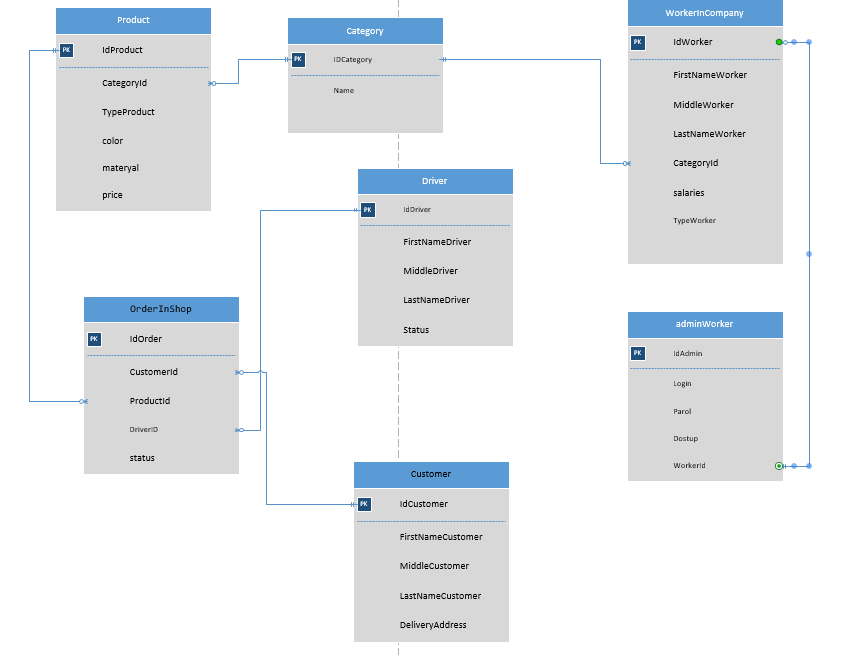 Product
PK IdProduct
CategoryId
TypeProduct
color
materyal
price
Category
PK IDCategory
Name
WorkerInCompany
PK IdWorker
FirstNameWorker
MiddleWorker
LastNameWorker
CategoryId
salaries
TypeWorker
Driver
PK IdDriver
FirstNameDriver
MiddleDriver
LastNameDriver
Status
OrderInShop
PK IdOrder
CustomerId
ProductId
DriverID
status
adminWorker
PK IdAdmin
Login
Parol
Dostup
WorkerId
Customer
PK IdCustomer
FirstNameCustomer
MiddleCustomer
LastNameCustomer
DeliveryAddress